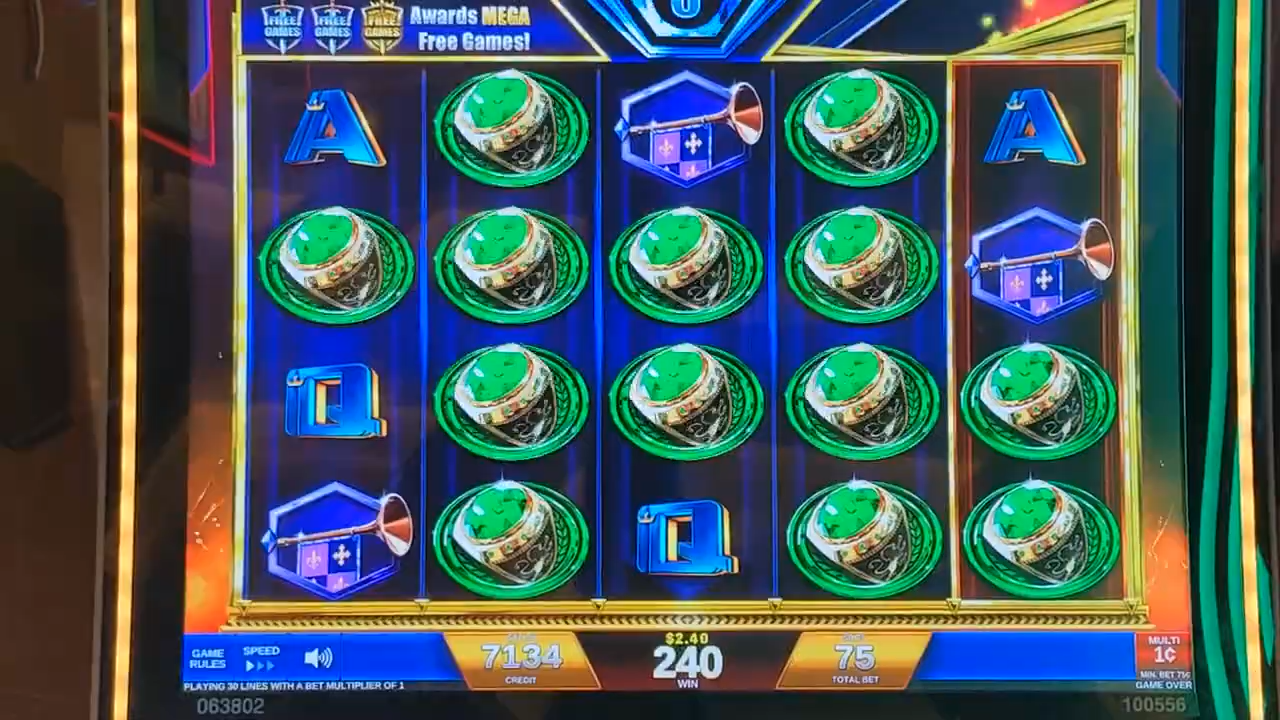 FREE GAMES FREE GAMES FREE GAMES Awards MEGA Free Games!
A A
Q
Q
GAME RULES SPEED 7134 CREDIT $2.40 240 WIN 75 TOTAL BET MULTI 1¢ MIN. BET 75¢
PLAYING 30 LINES WITH A BET MULTIPLIER OF 1 GAME OVER
063802 100556